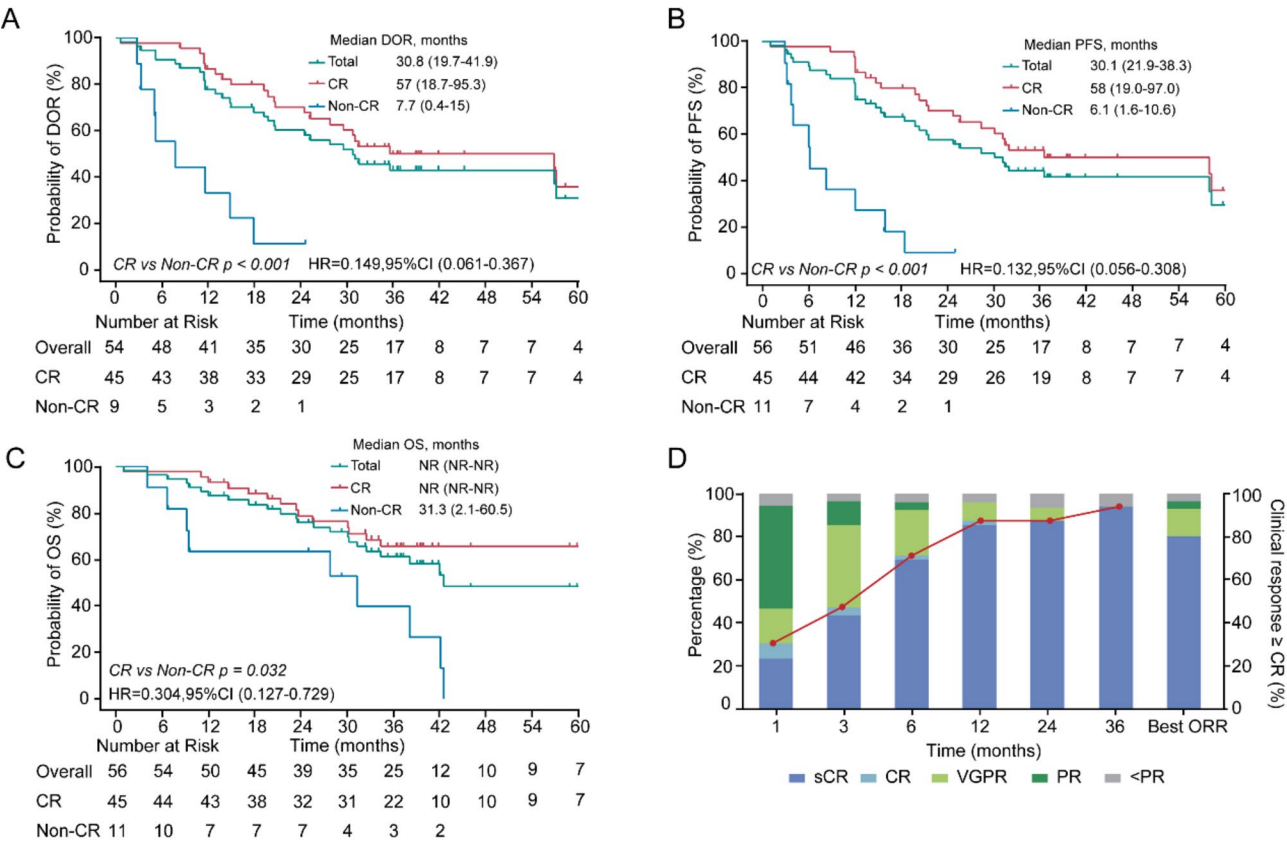 A
Median DOR, months
Total 30.8 (19.7-41.9)
CR 57 (18.7-95.3)
Non-CR 7.7 (0.4-15)
Probability of DOR (%)
100
80
60
40
20
0
CR vs Non-CR p < 0.001 HR=0.149,95%CI (0.061-0.367)
0 6 12 18 24 30 36 42 48 54 60
Number at Risk Time (months)
Overall 54 48 41 35 30 25 17 8 7 7 4
CR 45 43 38 33 29 25 17 8 7 7 4
Non-CR 9 5 3 2 1
B
Median PFS, months
Total 30.1 (21.9-38.3)
CR 58 (19.0-97.0)
Non-CR 6.1 (1.6-10.6)
Probability of PFS (%)
100
80
60
40
20
0
CR vs Non-CR p < 0.001 HR=0.132,95%CI (0.056-0.308)
0 6 12 18 24 30 36 42 48 54 60
Number at Risk Time (months)
Overall 56 51 46 36 30 25 17 8 7 7 4
CR 45 44 42 34 29 26 19 8 7 7 4
Non-CR 11 7 4 2 1
C
Median OS, months
Total NR (NR-NR)
CR NR (NR-NR)
Non-CR 31.3 (2.1-60.5)
Probability of OS (%)
100
80
60
40
20
0
CR vs Non-CR p = 0.032
HR=0.304,95%CI (0.127-0.729)
0 6 12 18 24 30 36 42 48 54 60
Number at Risk Time (months)
Overall 56 54 50 45 39 35 25 12 10 9 7
CR 45 44 43 38 32 31 22 10 10 9 7
Non-CR 11 10 7 7 7 4 3 2
D
Percentage (%)
100
80
60
40
20
0
100
80
60
40
20
0
Clinical response ≥ CR (%)
1 3 6 12 24 36 Best ORR
Time (months)
sCR CR VGPR PR <PR